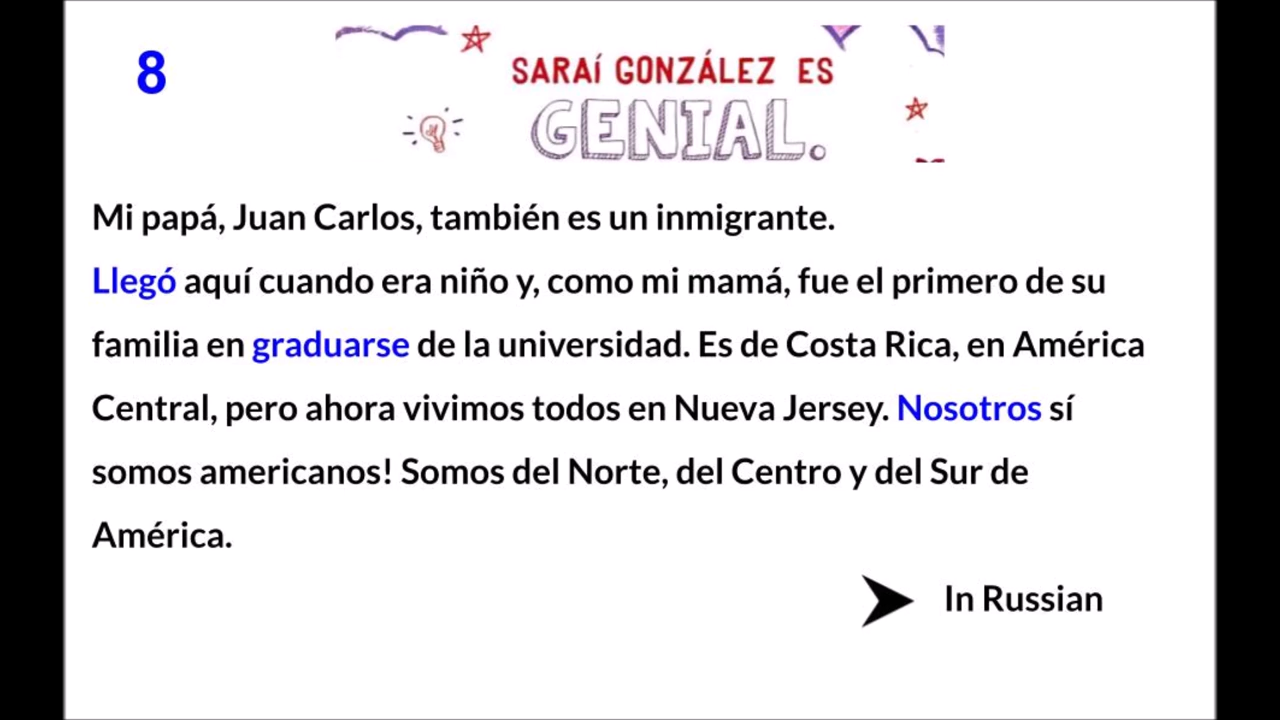 8
SARAÍ GONZÁLEZ ES
GENIAL.
Mi papá, Juan Carlos, también es un inmigrante.
Llegó aquí cuando era niño y, como mi mamá, fue el primero de su
familia en graduarse de la universidad. Es de Costa Rica, en América
Central, pero ahora vivimos todos en Nueva Jersey. Nosotros sí
somos americanos! Somos del Norte, del Centro y del Sur de
América.
In Russian